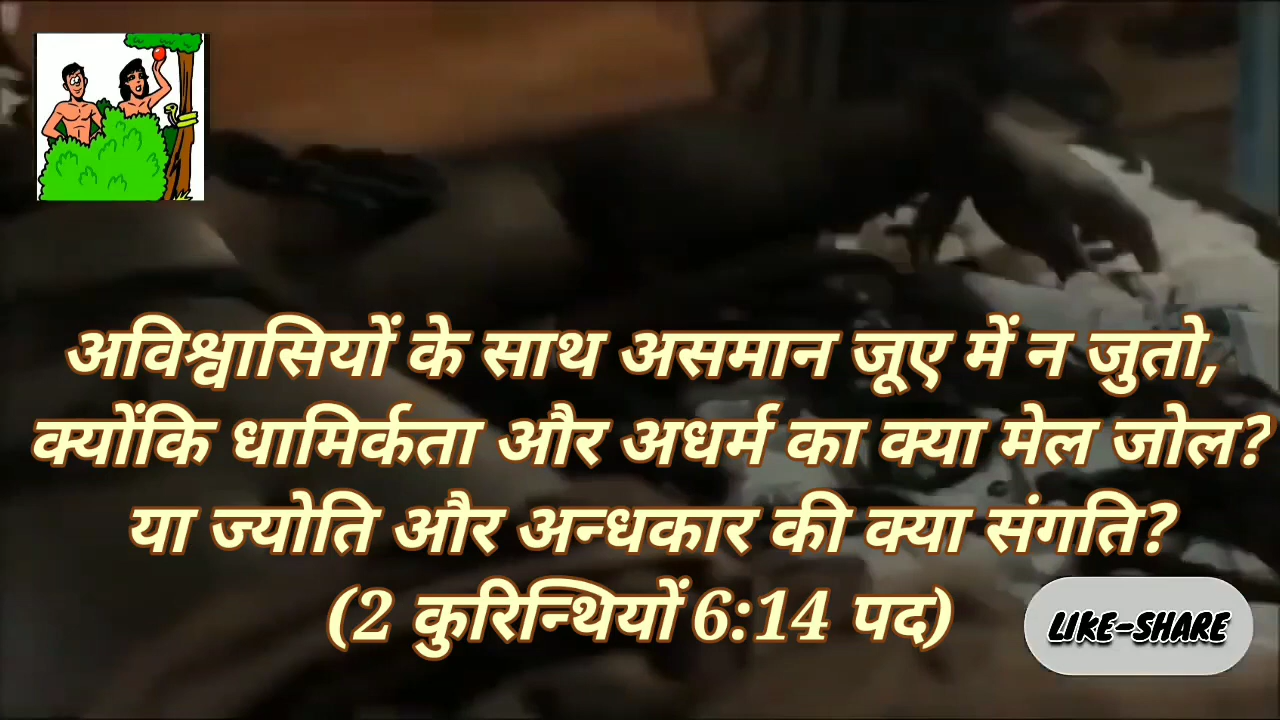 अविश्वासियों के साथ असमान जूए में न जुतो,
क्योंकि धामिर्कता और अधर्म का क्या मेल जोल?
या ज्योति और अन्धकार की क्या संगति?
(2 कुरिन्थियों 6:14 पद)
LIKE-SHARE